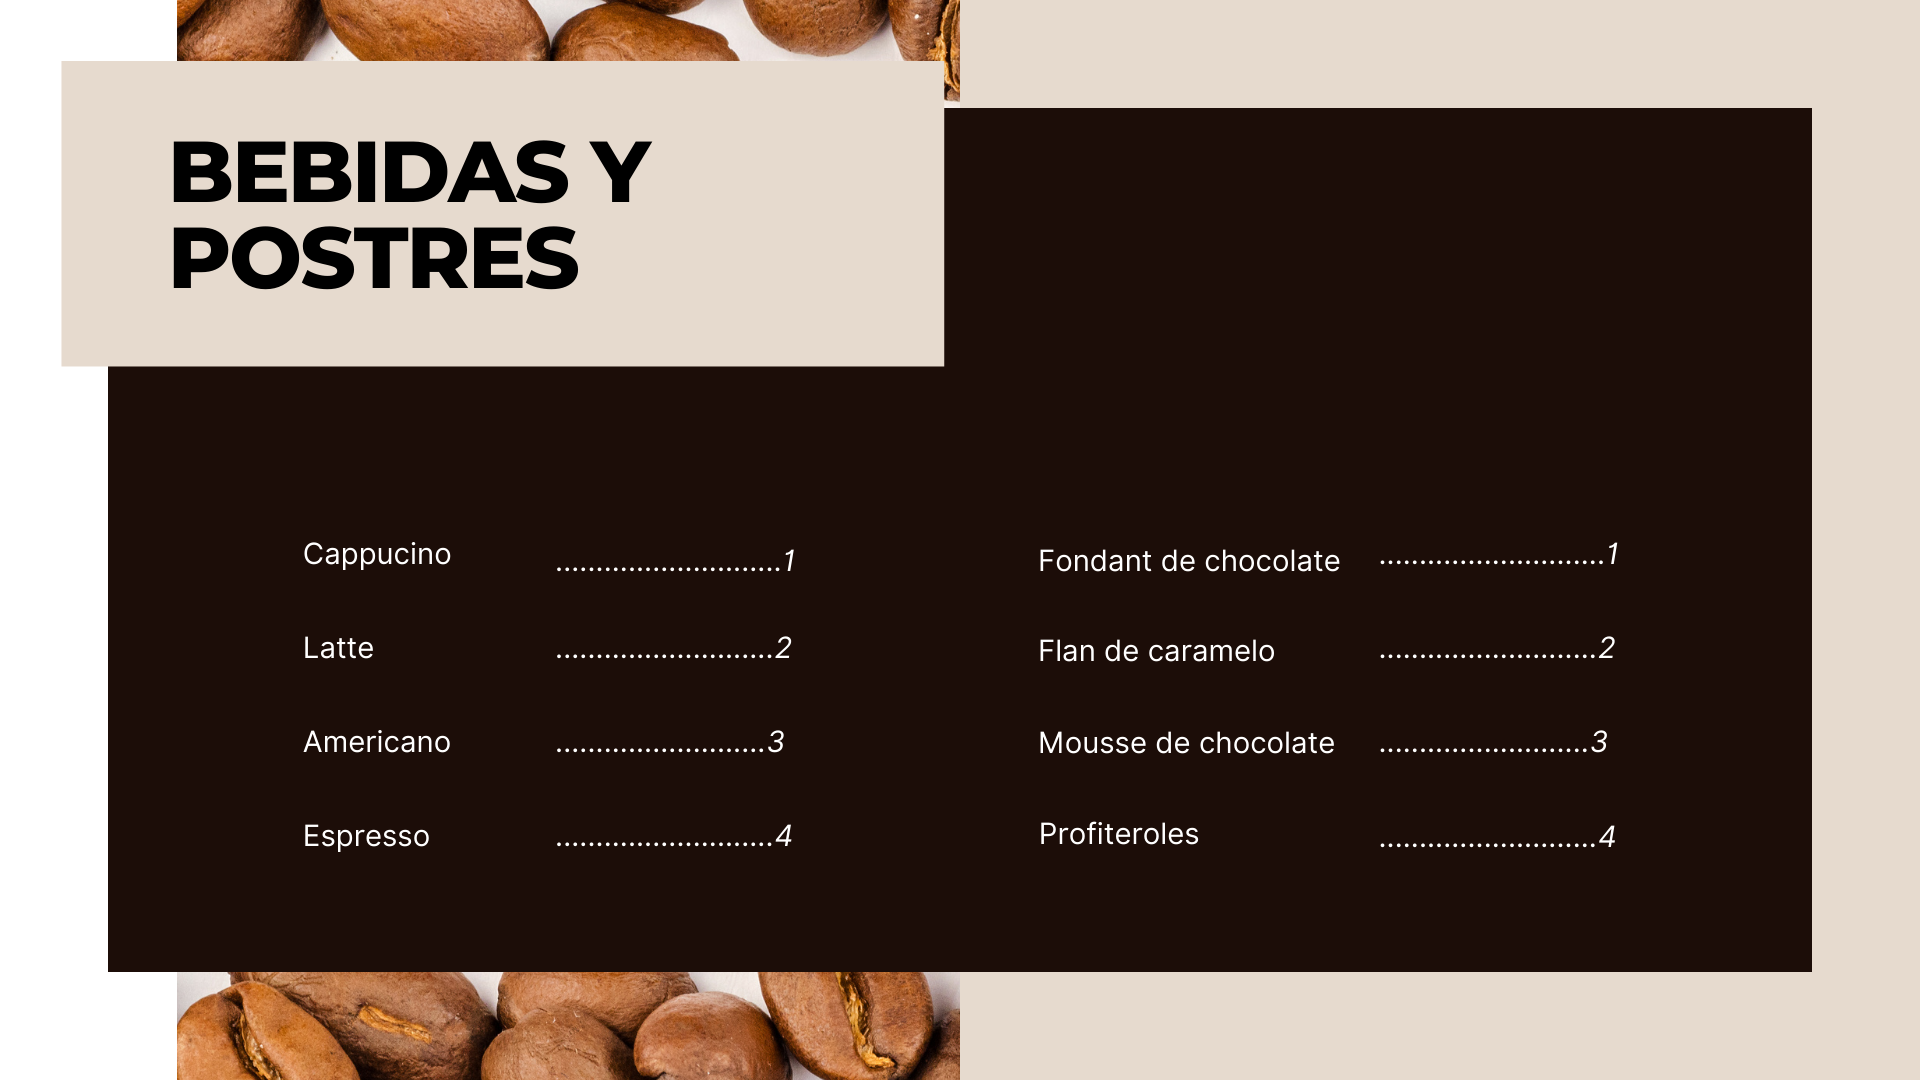 BEBIDAS Y
POSTRES
Cappucino ............................1
Latte ...........................2
Americano ..........................3
Espresso ...........................4
Fondant de chocolate ............................1
Flan de caramelo ...........................2
Mousse de chocolate ..........................3
Profiteroles ...........................4